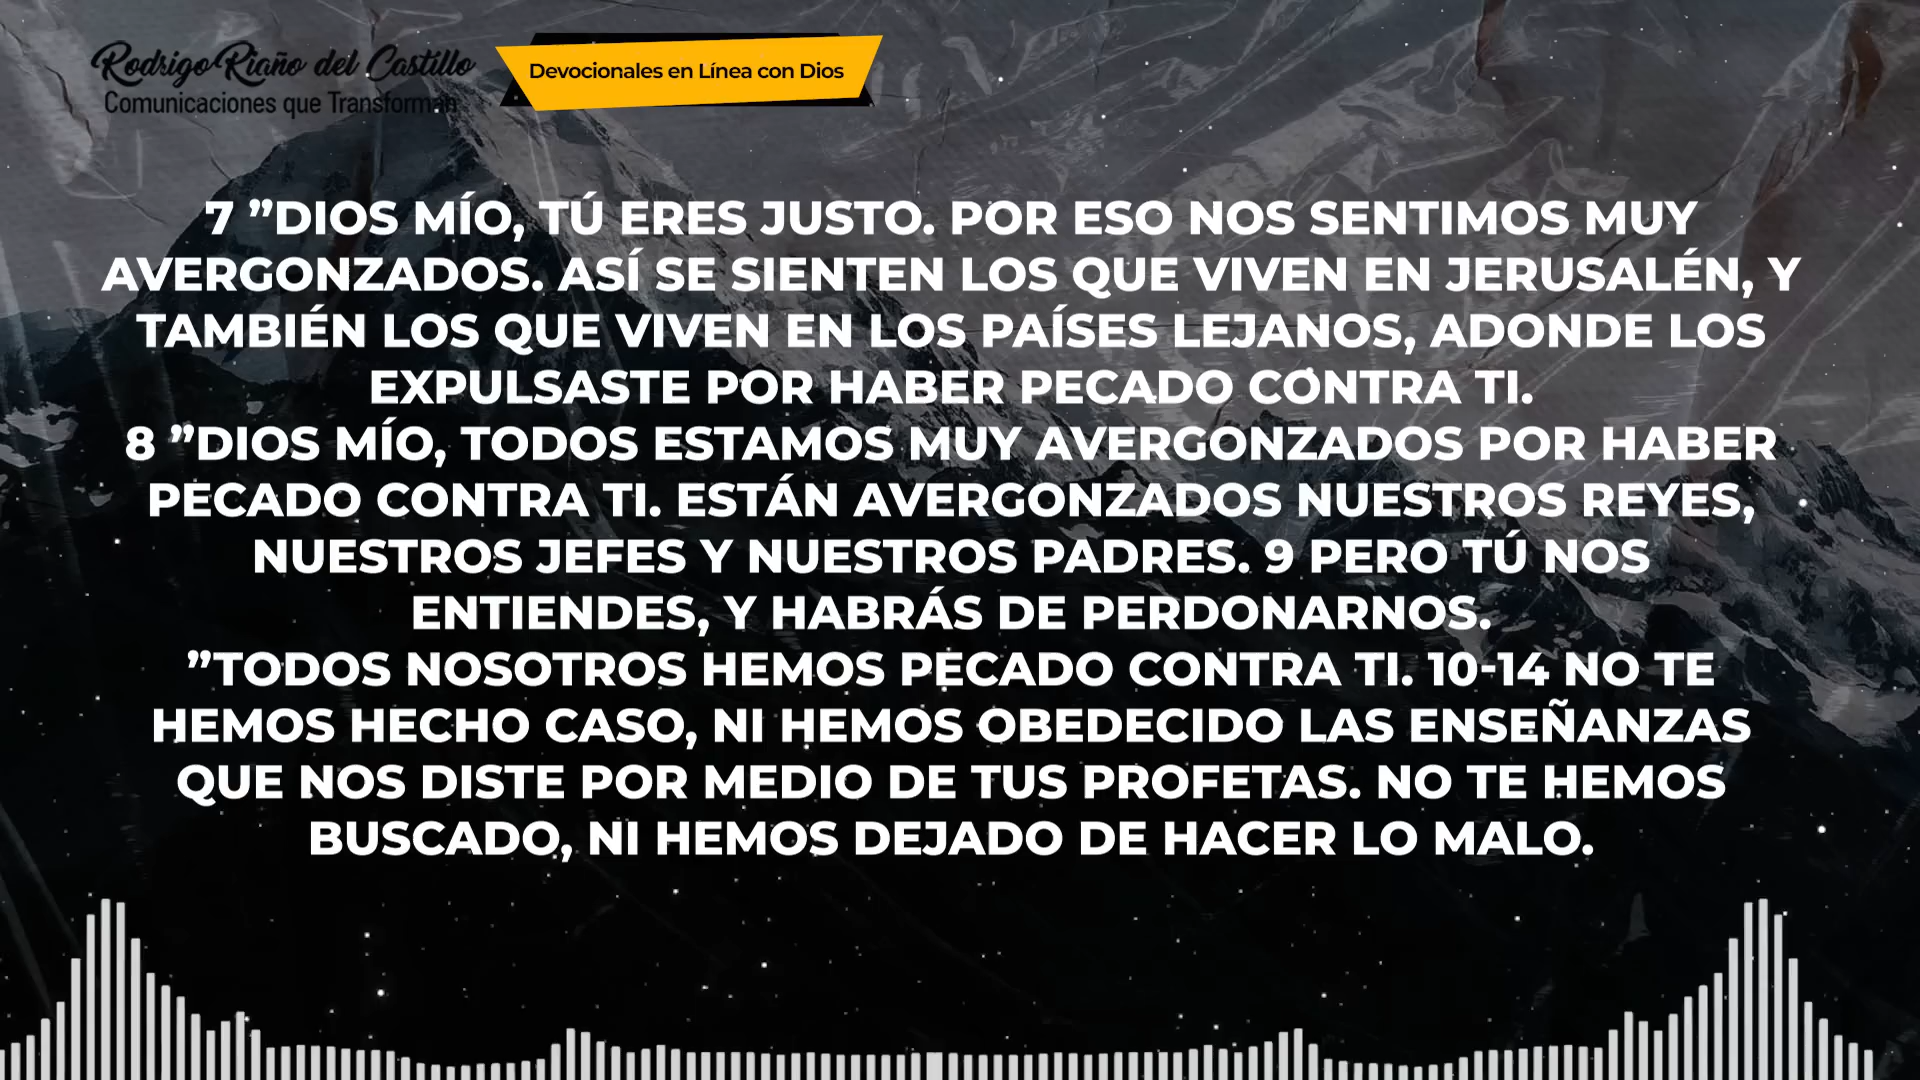 Rodrigo Riaño del Castillo
Comunicaciones que Transforman
Devocionales en Línea con Dios
7 ”DIOS MÍO, TÚ ERES JUSTO. POR ESO NOS SENTIMOS MUY
AVERGONZADOS. ASÍ SE SIENTEN LOS QUE VIVEN EN JERUSALÉN, Y
TAMBIÉN LOS QUE VIVEN EN LOS PAÍSES LEJANOS, ADONDE LOS
EXPULSASTE POR HABER PECADO CONTRA TI.
8 ”DIOS MÍO, TODOS ESTAMOS MUY AVERGONZADOS POR HABER
PECADO CONTRA TI. ESTÁN AVERGONZADOS NUESTROS REYES,
NUESTROS JEFES Y NUESTROS PADRES. 9 PERO TÚ NOS
ENTIENDES, Y HABRÁS DE PERDONARNOS.
”TODOS NOSOTROS HEMOS PECADO CONTRA TI. 10-14 NO TE
HEMOS HECHO CASO, NI HEMOS OBEDECIDO LAS ENSEÑANZAS
QUE NOS DISTE POR MEDIO DE TUS PROFETAS. NO TE HEMOS
BUSCADO, NI HEMOS DEJADO DE HACER LO MALO.